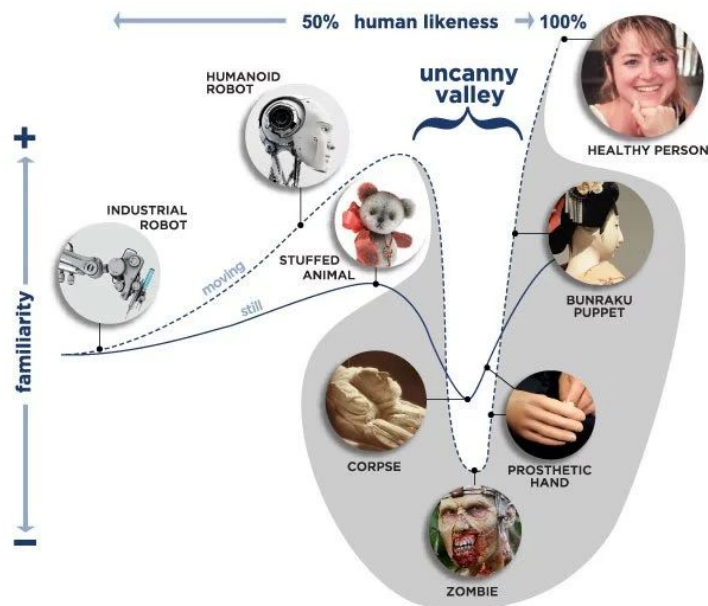 50% human likeness 100%
HUMANOID
ROBOT
uncanny
valley
+
HEALTHY PERSON
INDUSTRIAL
ROBOT
moving
STUFFED
ANIMAL
still
BUNRAKU
PUPPET
familiarity
CORPSE
PROSTHETIC
HAND
–
ZOMBIE